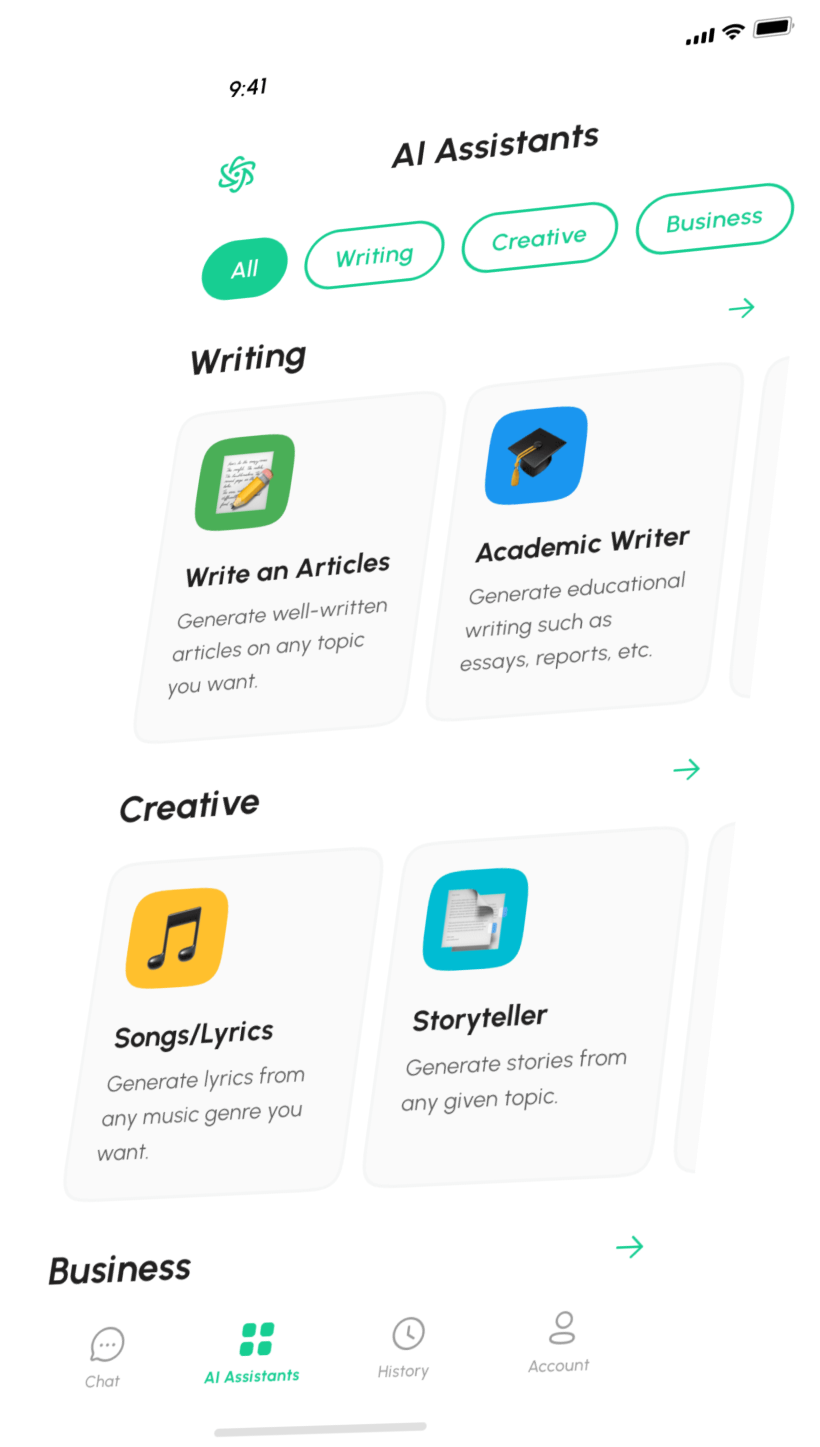 9:41
AI Assistants
All
Writing
Creative
Business
Writing
Write an Articles
Generate well-written
articles on any topic
you want.
Academic Writer
Generate educational
writing such as
essays, reports, etc.
Creative
Songs/Lyrics
Generate lyrics from
any music genre you
want.
Storyteller
Generate stories from
any given topic.
Business
Chat
AI Assistants
History
Account